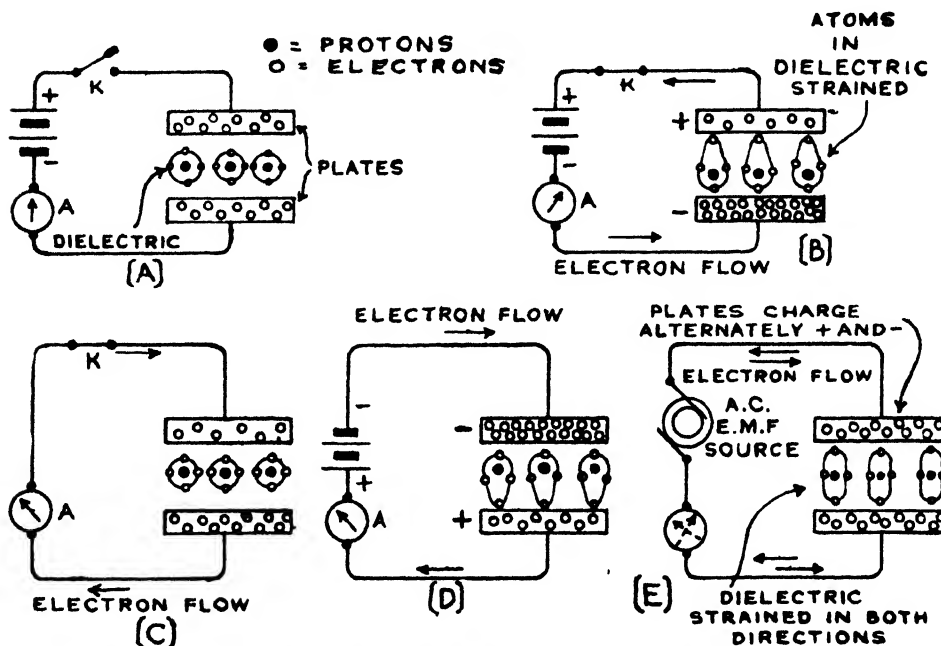 ● = PROTONS
○ = ELECTRONS
K
+
-
A
PLATES
DIELECTRIC
(A)
ATOMS
IN
DIELECTRIC
STRAINED
K
+
-
+
-
A
-
ELECTRON FLOW
(B)
K
A
ELECTRON FLOW
(C)
ELECTRON FLOW
-
+
A
-
+
(D)
PLATES CHARGE
ALTERNATELY + AND -
ELECTRON FLOW
A.C.
E.M.F
SOURCE
(E)
DIELECTRIC
STRAINED IN BOTH
DIRECTIONS